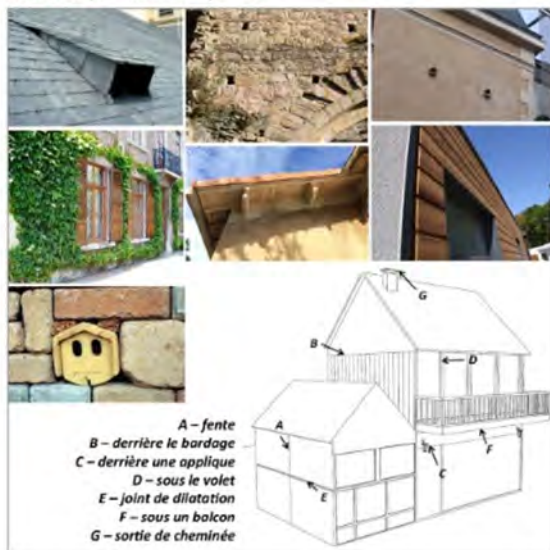 A – fente
B – derrière le bardage
C – derrière une applique
D – sous le volet
E – joint de dilatation
F – sous un balcon
G – sortie de cheminée
G
B
D
A
F
C
E